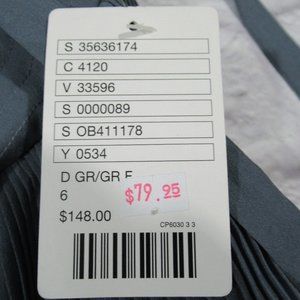 S 35636174
C 4120
V 33596
S 0000089
S OB411178
Y 0534
D GR/GR E
6
$79.95
$148.00
CP6030 3 3